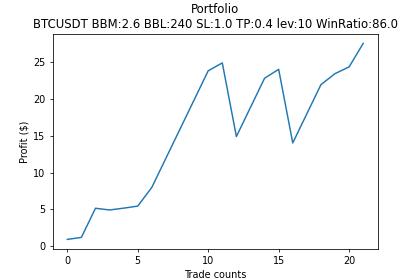 Portfolio
BTCUSDT BBM:2.6 BBL:240 SL:1.0 TP:0.4 lev:10 WinRatio:86.0
Profit ($)
25
20
15
10
5
0
0 5 10 15 20
Trade counts